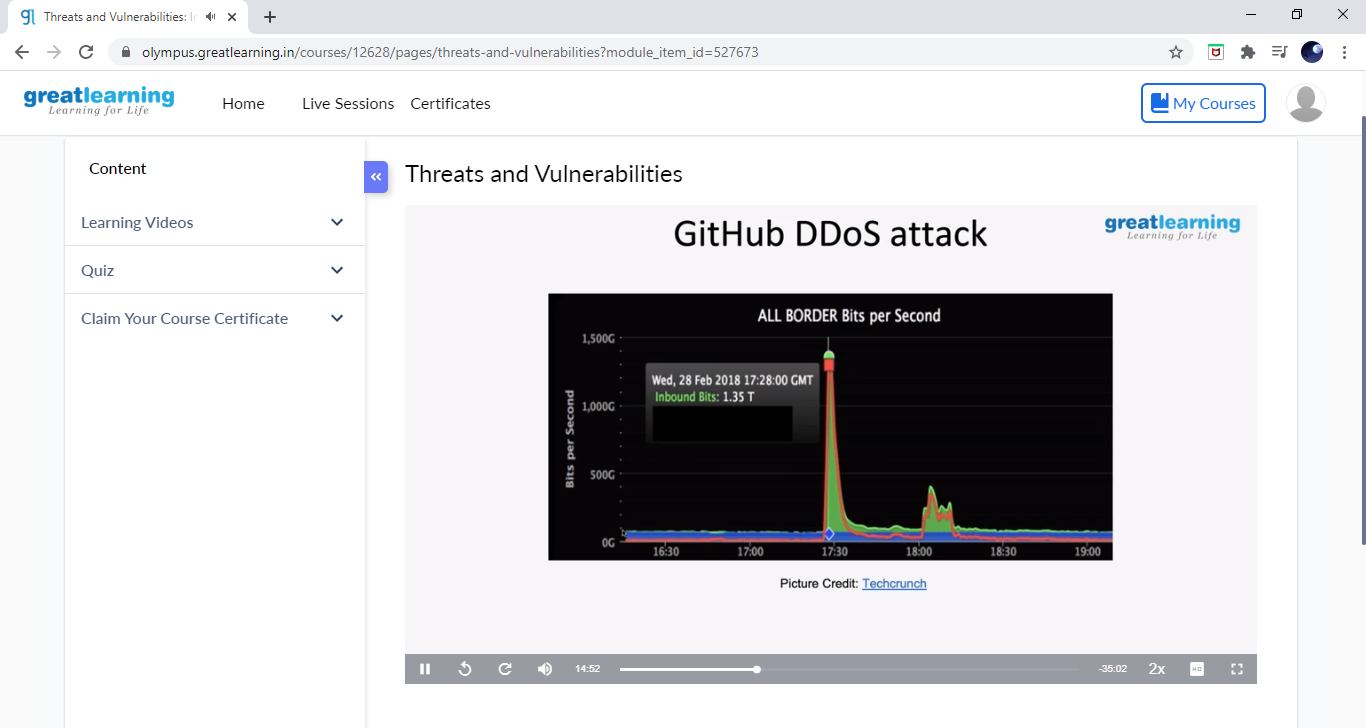 Threats and Vulnerabilities: I
olympus.greatlearning.in/courses/12628/pages/threats-and-vulnerabilities?module_item_id=527673
greatlearning
Learning for Life
Home
Live Sessions
Certificates
My Courses
Content
Learning Videos
Quiz
Claim Your Course Certificate
«
Threats and Vulnerabilities
GitHub DDoS attack
greatlearning
Learning for Life
ALL BORDER Bits per Second
Bits per Second
1,500G
1,000G
500G
0G
Wed, 28 Feb 2018 17:28:00 GMT
Inbound Bits: 1.35 T
16:30 17:00 17:30 18:00 18:30 19:00
Picture Credit: Techcrunch
14:52
-35:02
2x
HD